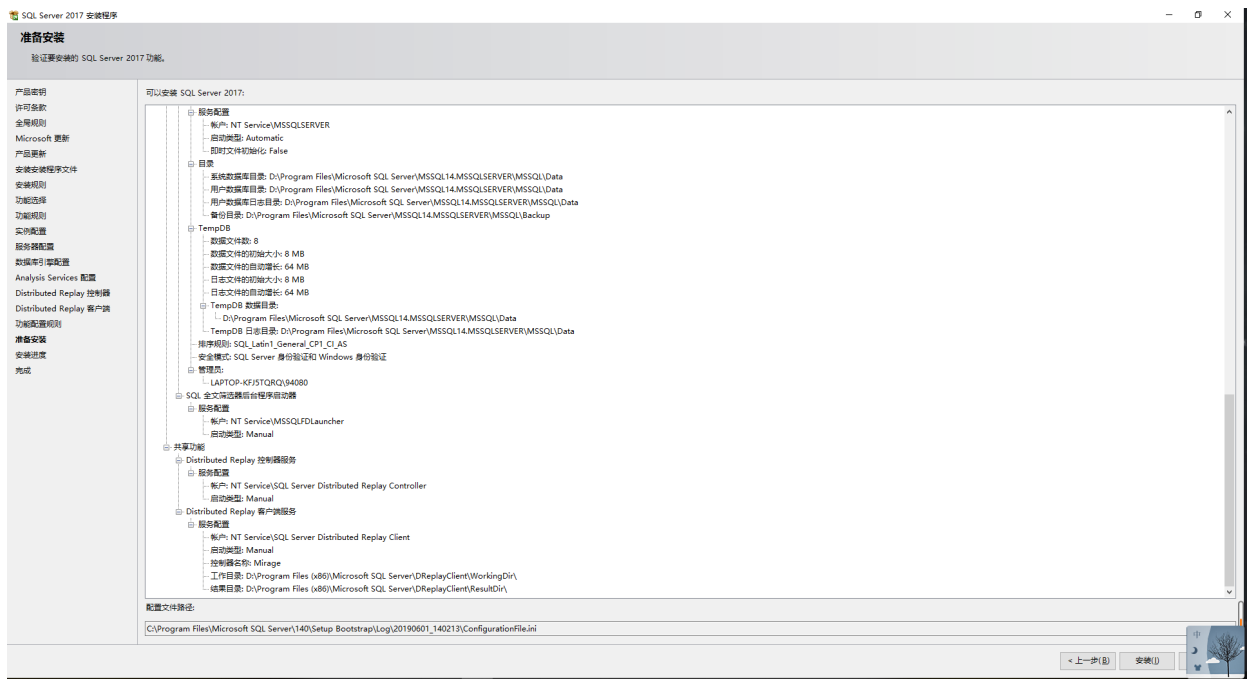 SQL Server 2017 安装程序
准备安装
验证要安装的 SQL Server 2017 功能。
产品密钥
许可条款
全局规则
Microsoft 更新
产品更新
安装安装程序文件
安装规则
功能选择
功能规则
实例配置
服务器配置
数据库引擎配置
Analysis Services 配置
Distributed Replay 控制器
Distributed Replay 客户端
功能配置规则
准备安装
安装进度
完成
可以安装 SQL Server 2017:
服务配置
帐户: NT Service\MSSQLSERVER
启动类型: Automatic
即时文件初始化: False
目录
系统数据库目录: D:\Program Files\Microsoft SQL Server\MSSQL14.MSSQLSERVER\MSSQL\Data
用户数据库目录: D:\Program Files\Microsoft SQL Server\MSSQL14.MSSQLSERVER\MSSQL\Data
用户数据库日志目录: D:\Program Files\Microsoft SQL Server\MSSQL14.MSSQLSERVER\MSSQL\Data
备份目录: D:\Program Files\Microsoft SQL Server\MSSQL14.MSSQLSERVER\MSSQL\Backup
TempDB
数据文件数: 8
数据文件的初始大小: 8 MB
数据文件的自动增长: 64 MB
日志文件的初始大小: 8 MB
日志文件的自动增长: 64 MB
TempDB 数据目录:
D:\Program Files\Microsoft SQL Server\MSSQL14.MSSQLSERVER\MSSQL\Data
TempDB 日志目录: D:\Program Files\Microsoft SQL Server\MSSQL14.MSSQLSERVER\MSSQL\Data
排序规则: SQL_Latin1_General_CP1_CI_AS
安全模式: SQL Server 身份验证和 Windows 身份验证
管理员:
LAPTOP-KFJ5TQRQ\94080
SQL 全文筛选器后台程序启动器
服务配置
帐户: NT Service\MSSQLFDLauncher
启动类型: Manual
共享功能
Distributed Replay 控制器服务
服务配置
帐户: NT Service\SQL Server Distributed Replay Controller
启动类型: Manual
Distributed Replay 客户端服务
服务配置
帐户: NT Service\SQL Server Distributed Replay Client
启动类型: Manual
控制器名称: Mirage
工作目录: D:\Program Files (x86)\Microsoft SQL Server\DReplayClient\WorkingDir\
结果目录: D:\Program Files (x86)\Microsoft SQL Server\DReplayClient\ResultDir\
配置文件路径:
C:\Program Files\Microsoft SQL Server\140\Setup Bootstrap\Log\20190601_140213\ConfigurationFile.ini
中
< 上一步(B) 安装(I)